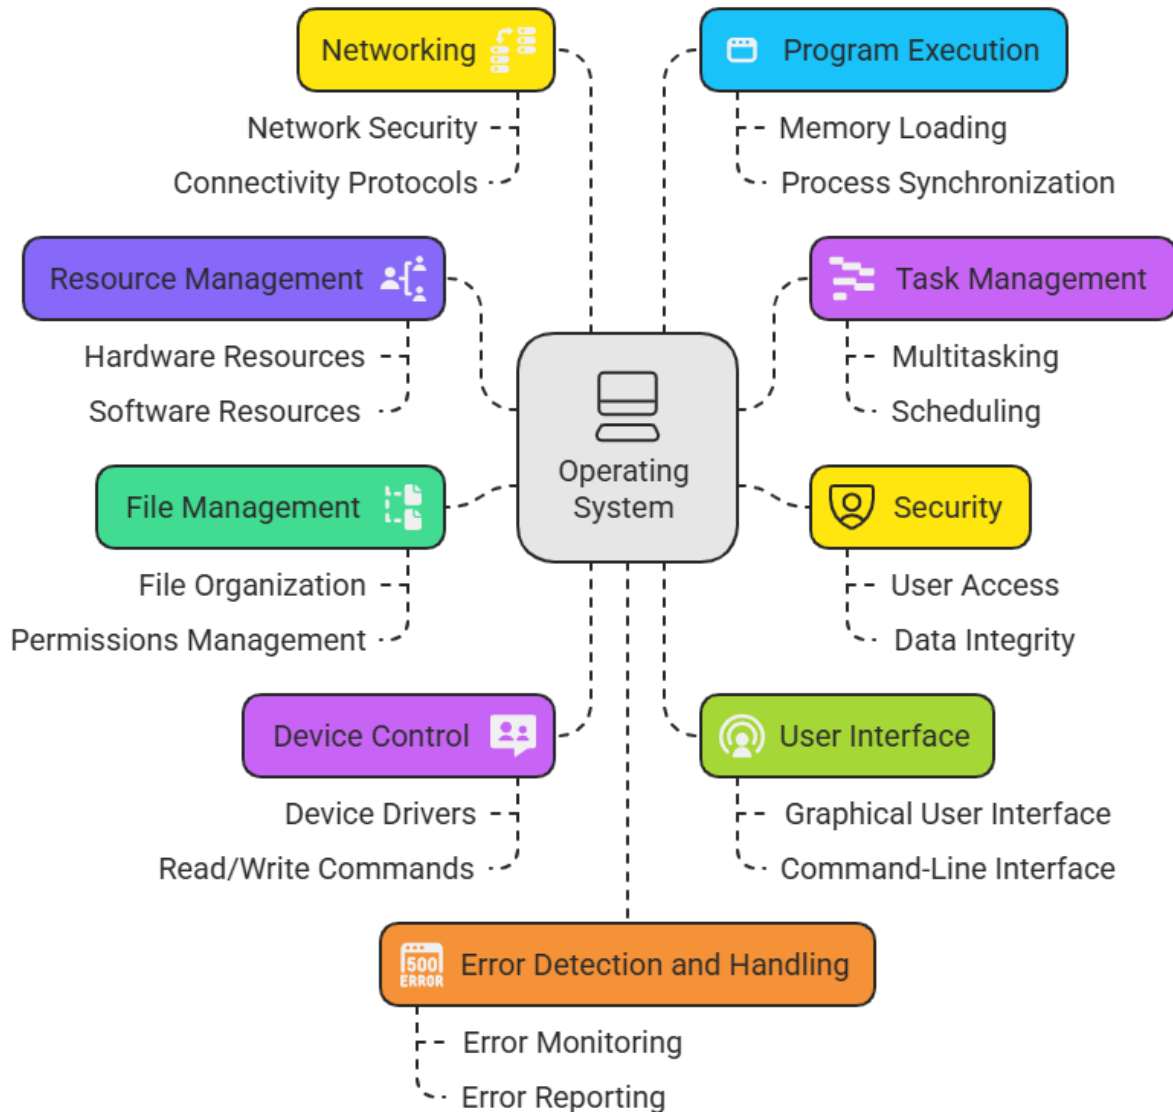 Networking
Network Security
Connectivity Protocols
Program Execution
Memory Loading
Process Synchronization
Resource Management
Hardware Resources
Software Resources
Task Management
Multitasking
Scheduling
Operating
System
File Management
File Organization
Permissions Management
Security
User Access
Data Integrity
Device Control
Device Drivers
Read/Write Commands
User Interface
Graphical User Interface
Command-Line Interface
500
ERROR
Error Detection and Handling
Error Monitoring
Error Reporting